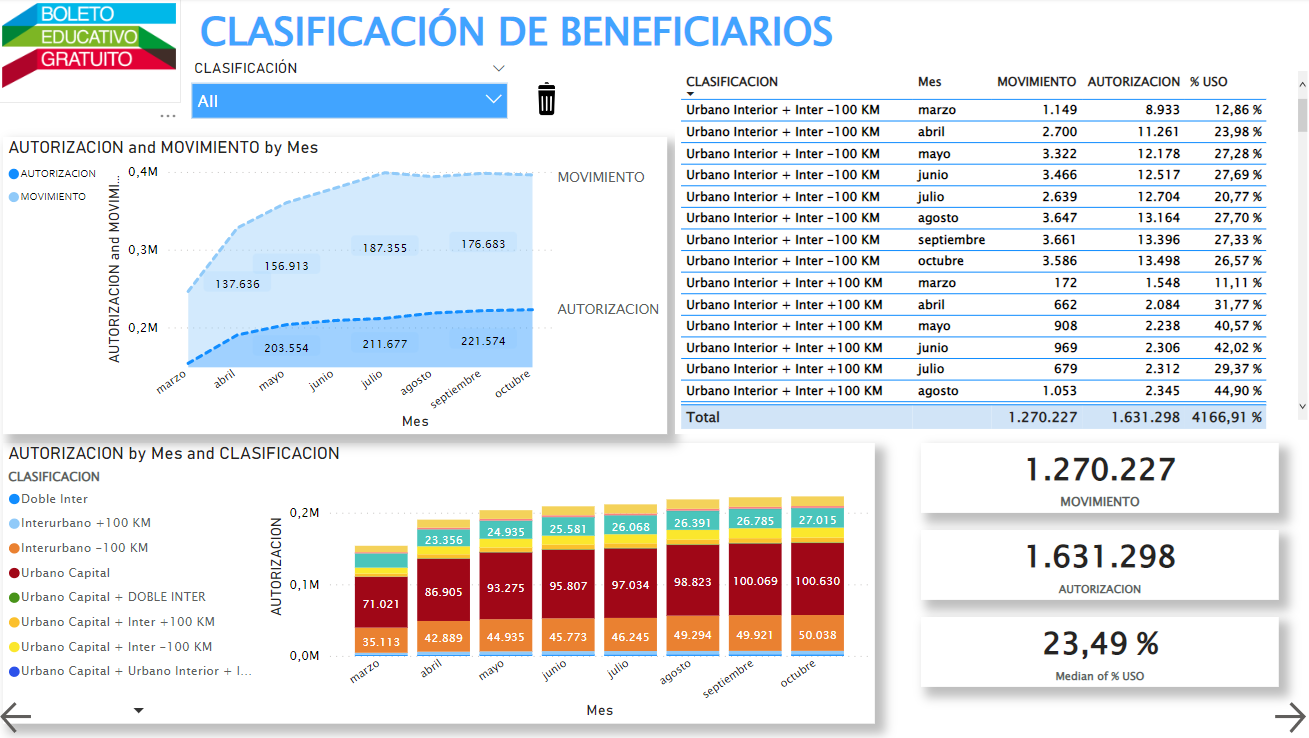 BOLETO
EDUCATIVO
GRATUITO
CLASIFICACIÓN DE BENEFICIARIOS
CLASIFICACIÓN
All
AUTORIZACION and MOVIMIENTO by Mes
AUTORIZACION
MOVIMIENTO
AUTORIZACION and MOVIMI...
0,4M
0,3M
0,2M
MOVIMIENTO
AUTORIZACION
137.636
156.913
187.355
176.683
203.554
211.677
221.574
marzo
abril
mayo
junio
julio
agosto
septiembre
octubre
Mes
CLASIFICACION Mes MOVIMIENTO AUTORIZACION % USO
Urbano Interior + Inter -100 KM marzo 1.149 8.933 12,86 %
Urbano Interior + Inter -100 KM abril 2.700 11.261 23,98 %
Urbano Interior + Inter -100 KM mayo 3.322 12.178 27,28 %
Urbano Interior + Inter -100 KM junio 3.466 12.517 27,69 %
Urbano Interior + Inter -100 KM julio 2.639 12.704 20,77 %
Urbano Interior + Inter -100 KM agosto 3.647 13.164 27,70 %
Urbano Interior + Inter -100 KM septiembre 3.661 13.396 27,33 %
Urbano Interior + Inter -100 KM octubre 3.586 13.498 26,57 %
Urbano Interior + Inter +100 KM marzo 172 1.548 11,11 %
Urbano Interior + Inter +100 KM abril 662 2.084 31,77 %
Urbano Interior + Inter +100 KM mayo 908 2.238 40,57 %
Urbano Interior + Inter +100 KM junio 969 2.306 42,02 %
Urbano Interior + Inter +100 KM julio 679 2.312 29,37 %
Urbano Interior + Inter +100 KM agosto 1.053 2.345 44,90 %
Total 1.270.227 1.631.298 4166,91 %
AUTORIZACION by Mes and CLASIFICACION
CLASIFICACION
Doble Inter
Interurbano +100 KM
Interurbano -100 KM
Urbano Capital
Urbano Capital + DOBLE INTER
Urbano Capital + Inter +100 KM
Urbano Capital + Inter -100 KM
Urbano Capital + Urbano Interior + I...
AUTORIZACION
0,2M
0,1M
0,0M
23.356 24.935 25.581 26.068 26.391 26.785 27.015
71.021 86.905 93.275 95.807 97.034 98.823 100.069 100.630
35.113 42.889 44.935 45.773 46.245 49.294 49.921 50.038
marzo
abril
mayo
junio
julio
agosto
septiembre
octubre
Mes
1.270.227
MOVIMIENTO
1.631.298
AUTORIZACION
23,49 %
Median of % USO